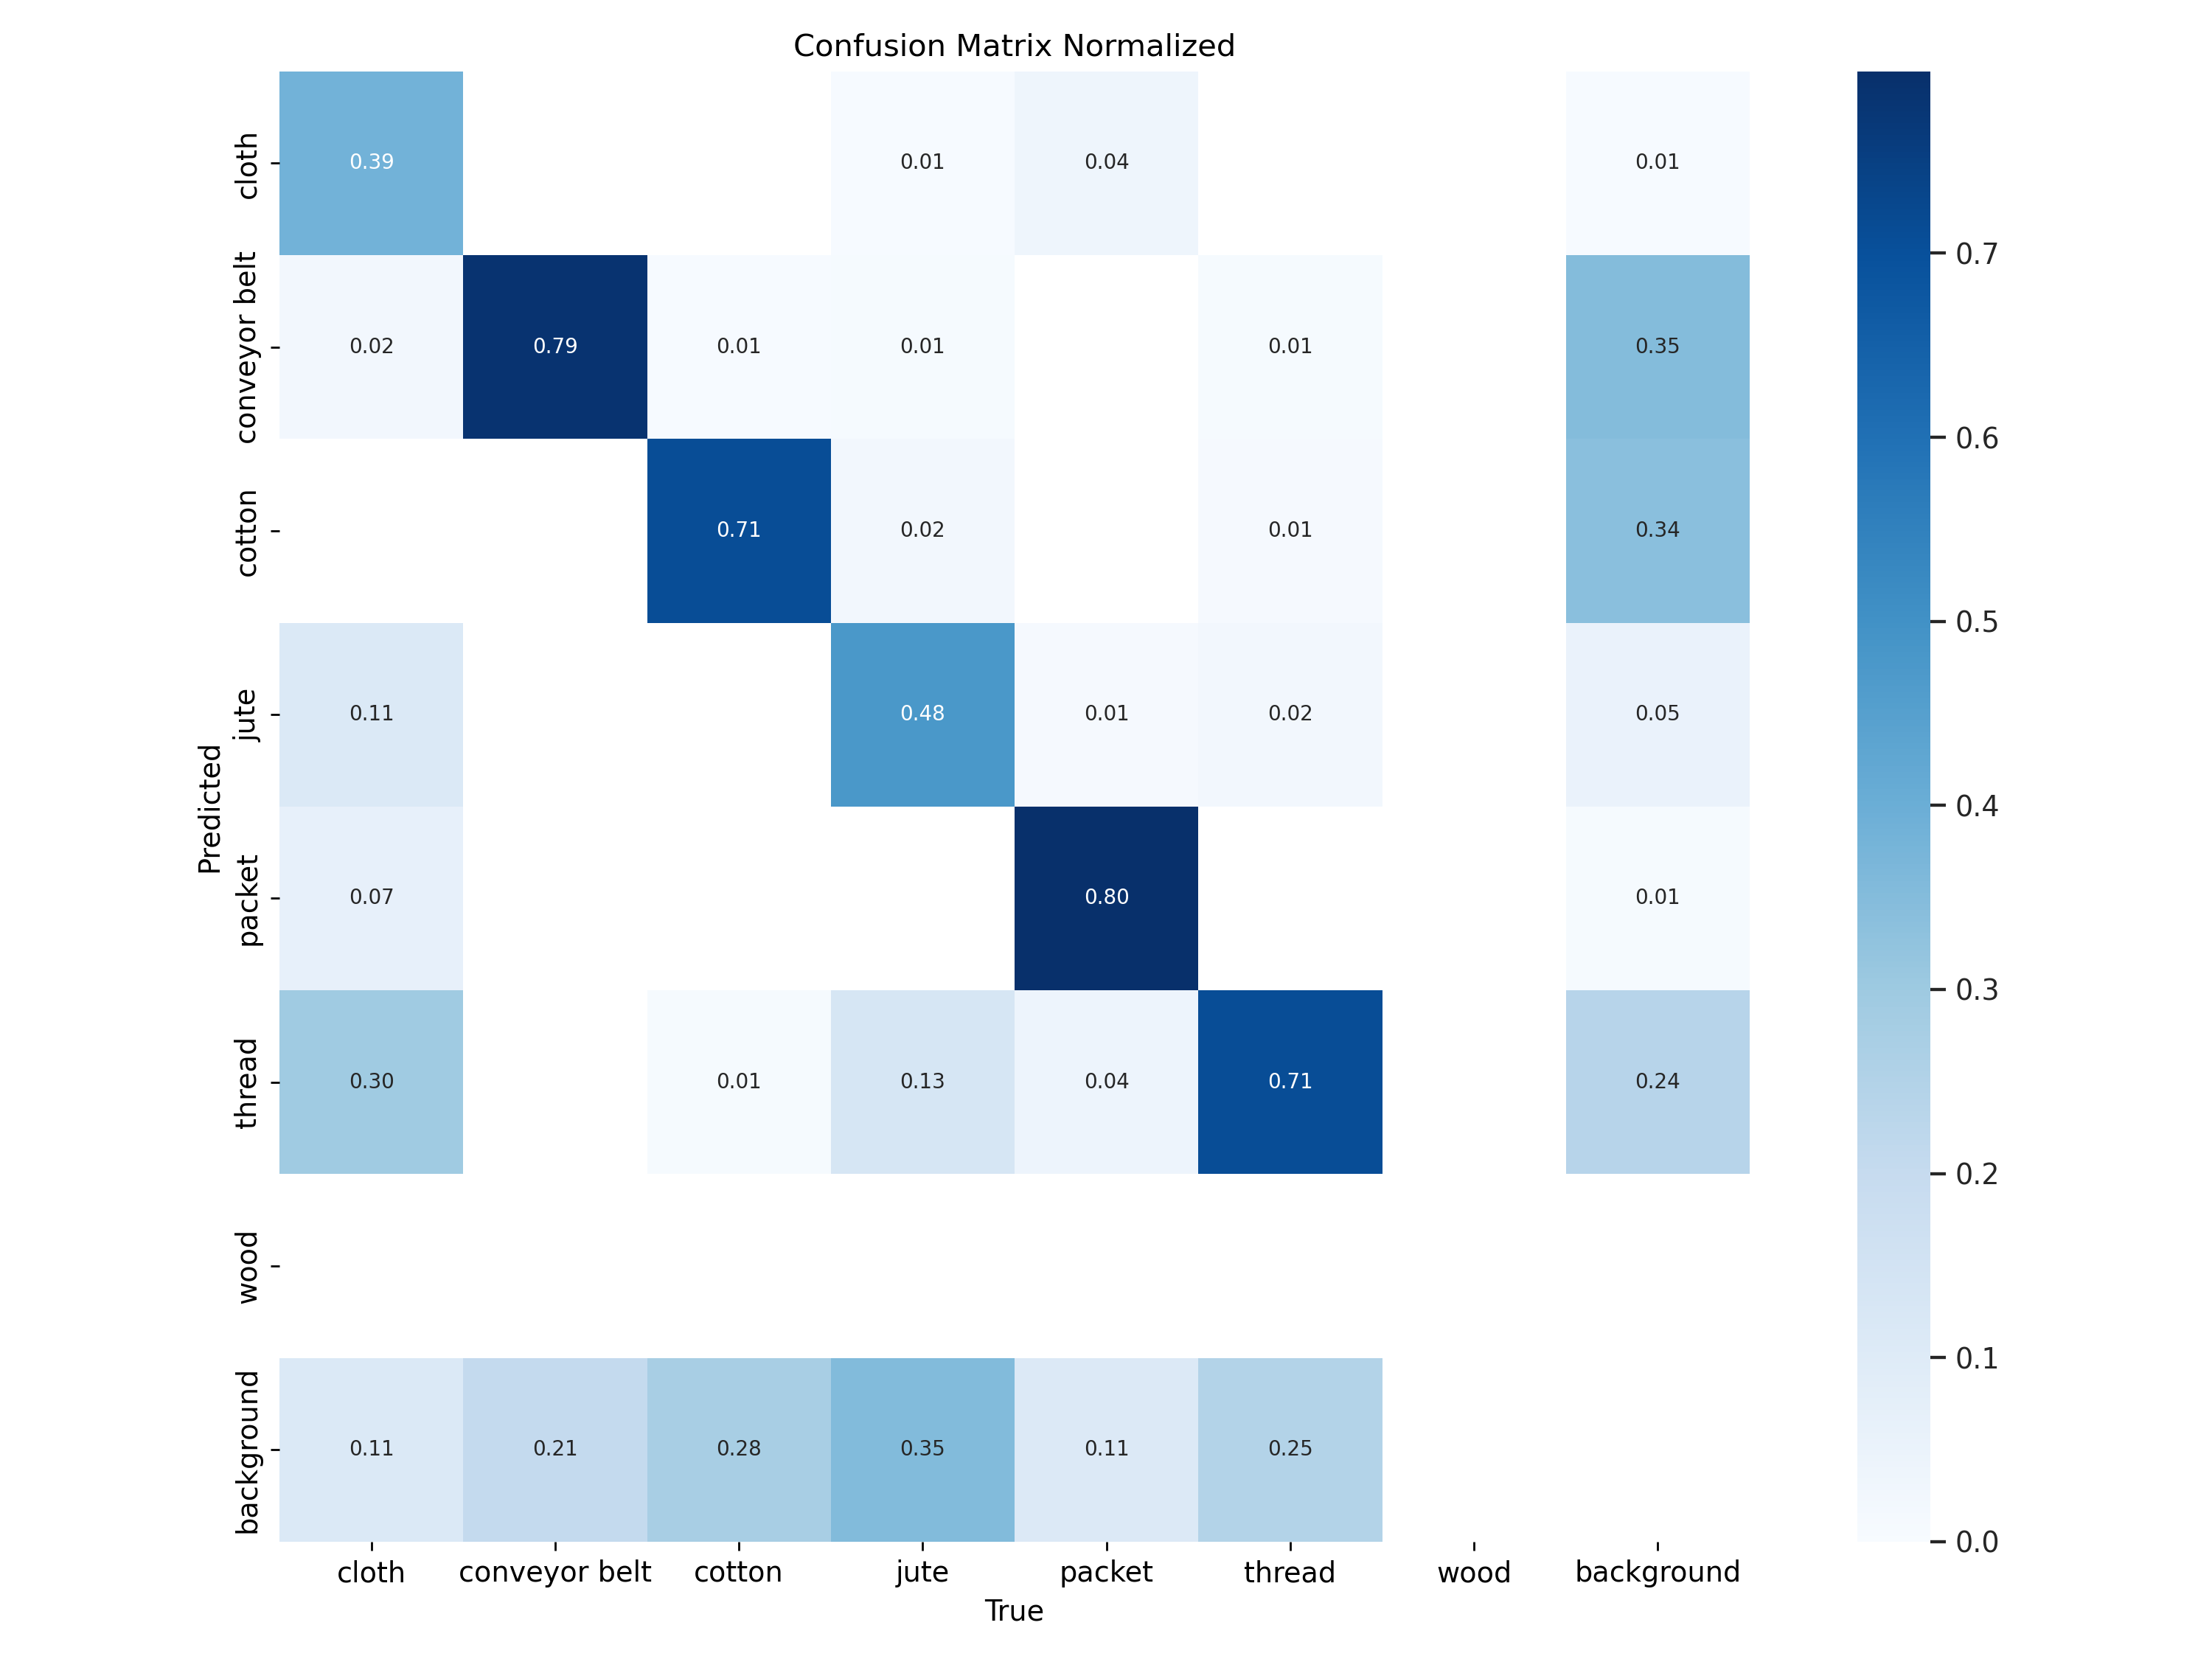 Confusion Matrix Normalized
cloth 0.39 0.01 0.04 0.01
conveyor belt 0.02 0.79 0.01 0.01 0.01 0.35
cotton 0.71 0.02 0.01 0.34
jute 0.11 0.48 0.01 0.02 0.05
packet 0.07 0.80 0.01
thread 0.30 0.01 0.13 0.04 0.71 0.24
wood
background 0.11 0.21 0.28 0.35 0.11 0.25
Predicted
cloth conveyor belt cotton jute packet thread wood background
True
0.7
0.6
0.5
0.4
0.3
0.2
0.1
0.0